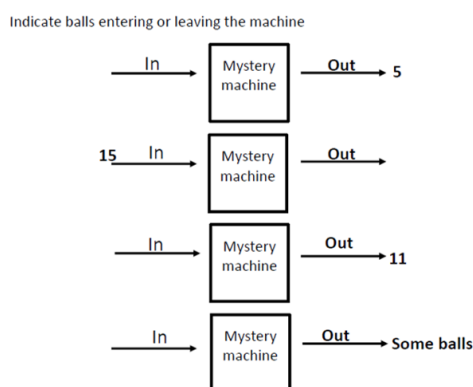 Indicate balls entering or leaving the machine
In Mystery machine Out 5
15 In Mystery machine Out
In Mystery machine Out 11
In Mystery machine Out Some balls